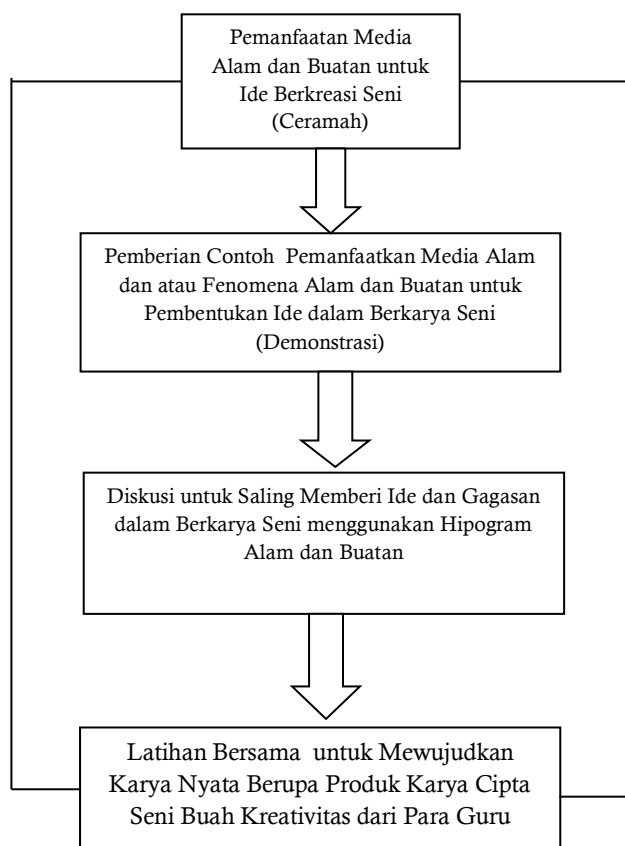 Pemanfaatan Media
Alam dan Buatan untuk
Ide Berkreasi Seni
(Ceramah)
Pemberian Contoh Pemanfaatkan Media Alam
dan atau Fenomena Alam dan Buatan untuk
Pembentukan Ide dalam Berkarya Seni
(Demonstrasi)
Diskusi untuk Saling Memberi Ide dan Gagasan
dalam Berkarya Seni menggunakan Hipogram
Alam dan Buatan
Latihan Bersama untuk Mewujudkan
Karya Nyata Berupa Produk Karya Cipta
Seni Buah Kreativitas dari Para Guru